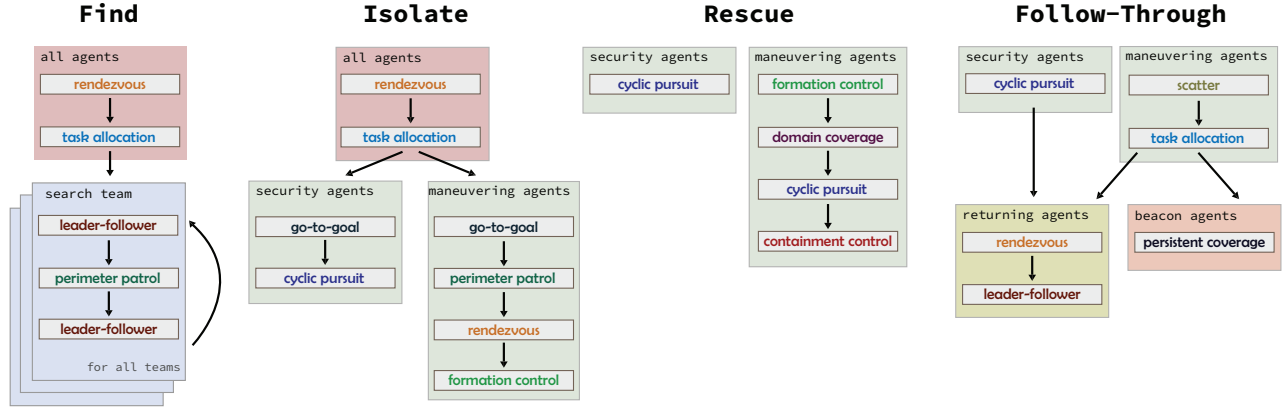 Find
all agents
rendezvous
task allocation
search team
leader-follower
perimeter patrol
leader-follower
for all teams
Isolate
all agents
rendezvous
task allocation
security agents
go-to-goal
cyclic pursuit
maneuvering agents
go-to-goal
perimeter patrol
rendezvous
formation control
Rescue
security agents
cyclic pursuit
maneuvering agents
formation control
domain coverage
cyclic pursuit
containment control
Follow-Through
security agents
cyclic pursuit
maneuvering agents
scatter
task allocation
returning agents
rendezvous
leader-follower
beacon agents
persistent coverage